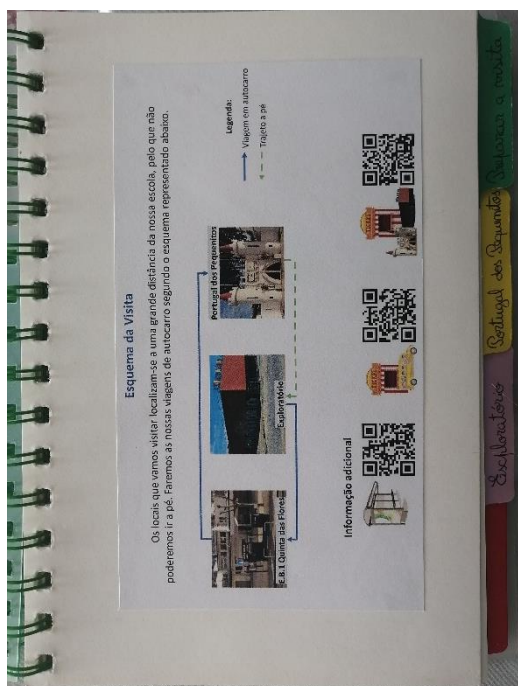 Esquema da Visita
Os locais que vamos visitar localizam-se a uma grande distância da nossa escola, pelo que não
poderemos ir a pé. Faremos as nossas viagens de autocarro segundo o esquema representado abaixo.
Legenda:
Viagem em autocarro
Trajeto a pé
E.B.1 Quinta das Flores
Exploratório
Portugal dos Pequenitos
Informação adicional
Exploratório
Portugal dos Pequenitos
Preparar a visita